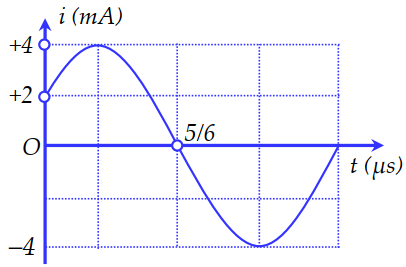 i (mA)
+4
+2
5/6
O
t (μs)
–4